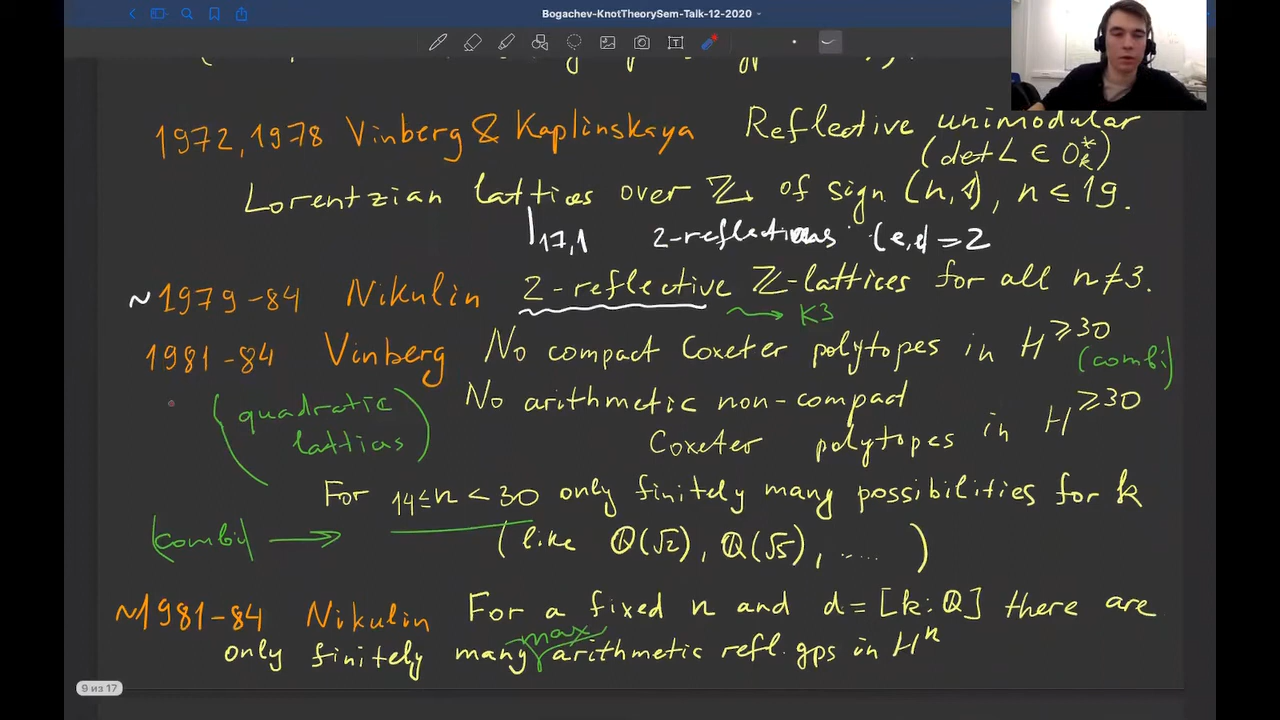 Bogachev-KnotTheorySem-Talk-12-2020
1972, 1978 Vinberg & Kaplinskaya Reflective unimodular
(det L ∈ O_k^*)
Lorentzian lattices over ℤ of sign (n,1), n ≤ 19.
17,1 2-reflections (e,e)=2
~1979-84 Nikulin 2-reflective ℤ-lattices for all n≠3.
K3
1981-84 Vinberg No compact Coxeter polytopes in H^≥30
(combi)
(quadratic lattices) No arithmetic non-compact
Coxeter polytopes in H^≥30
For 14≤n<30 only finitely many possibilities for k
(combi) → (like ℚ(√2), ℚ(√5), .....)
~1981-84 Nikulin For a fixed n and d=[k:ℚ] there are
only finitely many max arithmetic refl. gps in H^n
9 из 17